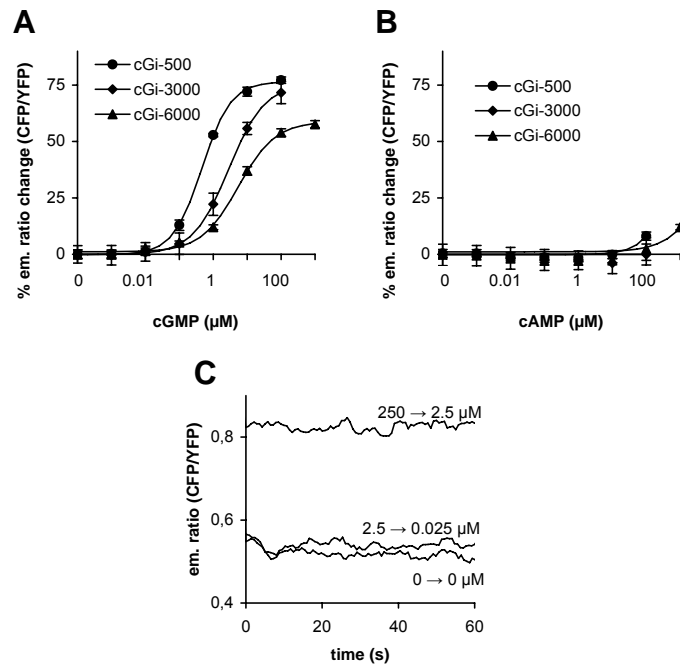 A
cGi-500
cGi-3000
cGi-6000
% em. ratio change (CFP/YFP)
75
50
25
0
0 0.01 1 100
cGMP (µM)
B
cGi-500
cGi-3000
cGi-6000
% em. ratio change (CFP/YFP)
75
50
25
0
0 0.01 1 100
cAMP (µM)
C
250 → 2.5 µM
em. ratio (CFP/YFP)
0,8
0,6
0,4
2.5 → 0.025 µM
0 → 0 µM
0 20 40 60
time (s)